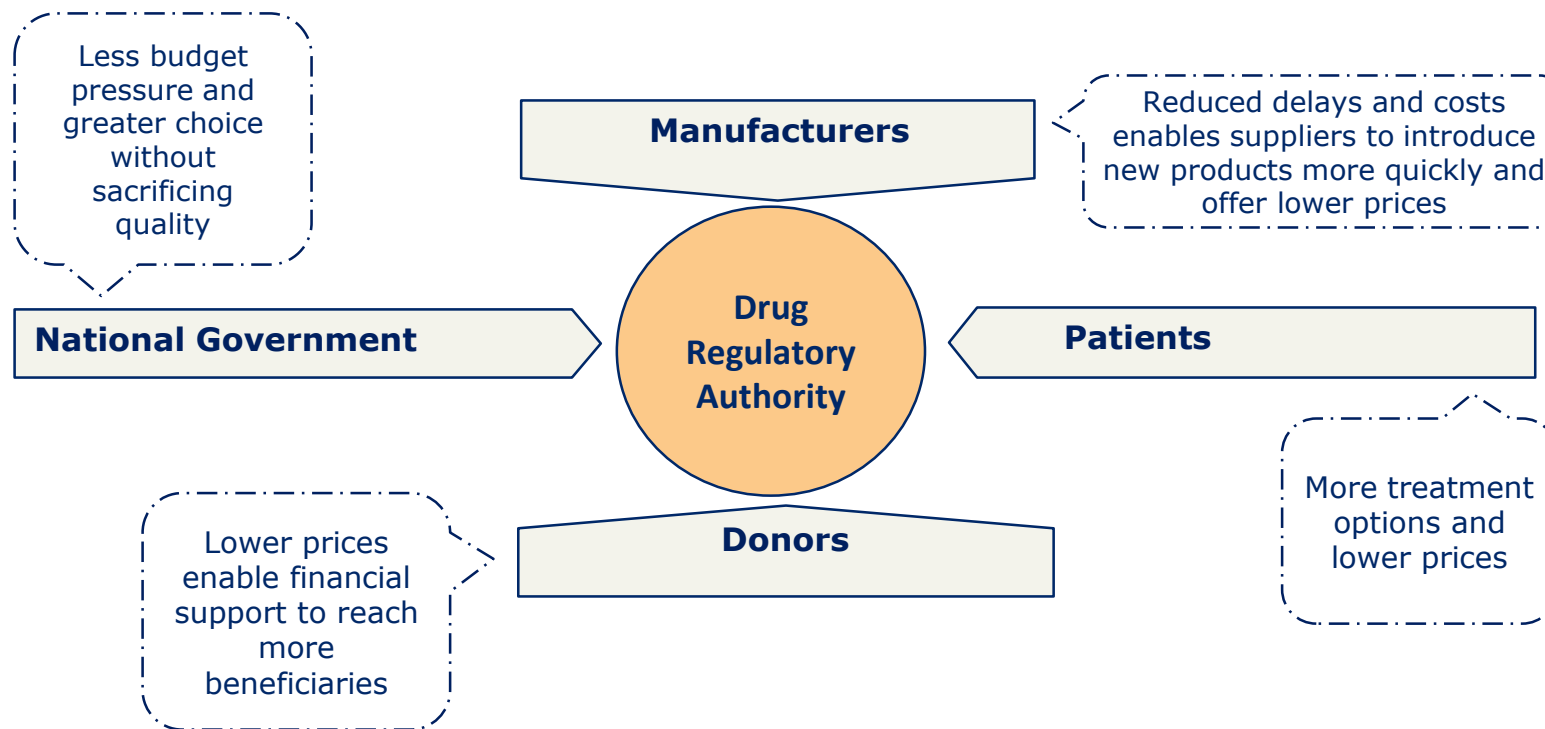 Less budget
pressure and
greater choice
without
sacrificing
quality
Manufacturers
Reduced delays and costs
enables suppliers to introduce
new products more quickly and
offer lower prices
National Government
Drug
Regulatory
Authority
Patients
Lower prices
enable financial
support to reach
more
beneficiaries
Donors
More treatment
options and
lower prices